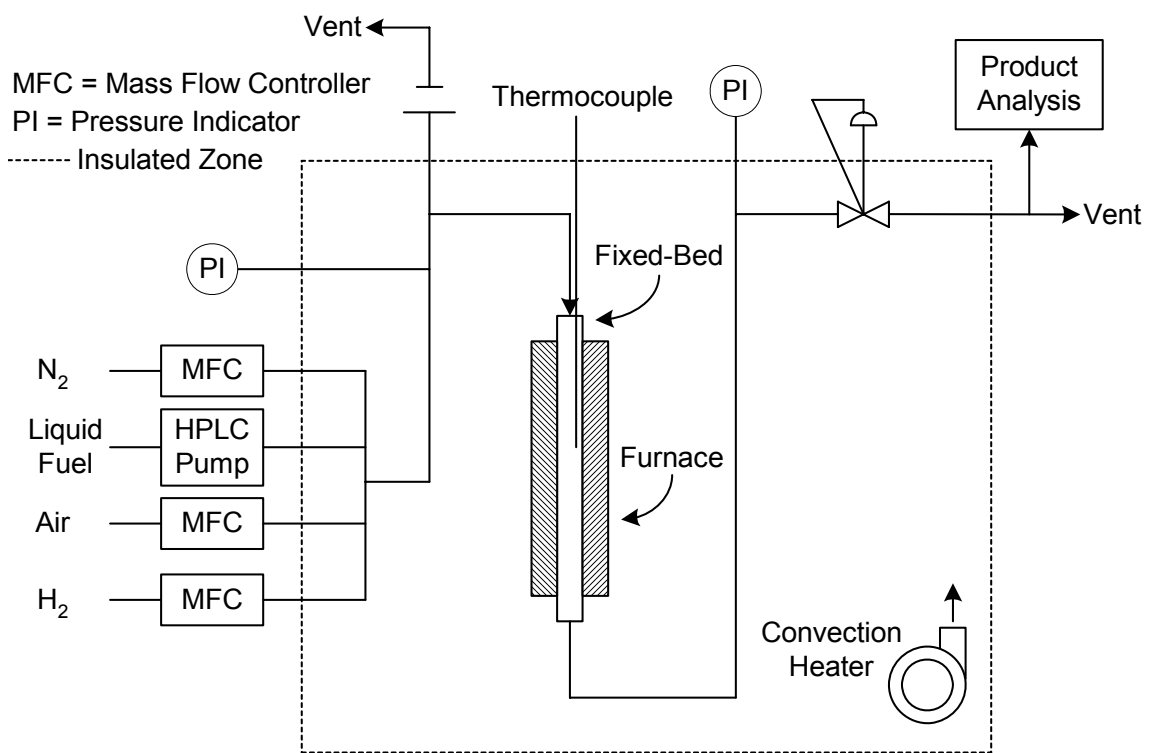 Vent
MFC = Mass Flow Controller
PI = Pressure Indicator
Insulated Zone
Thermocouple
PI
Product
Analysis
Vent
PI
Fixed-Bed
N₂
MFC
Liquid
Fuel
HPLC
Pump
Furnace
Air
MFC
H₂
MFC
Convection
Heater